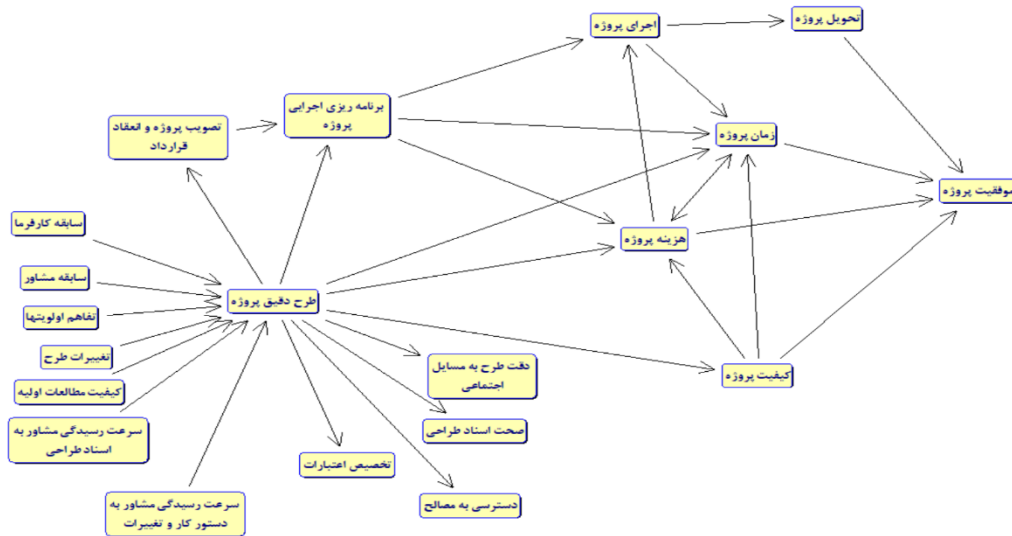 تحویل پروژه
اجرای پروژه
برنامه ریزی اجرایی
پروژه
تصویب پروژه و انعقاد
قرارداد
زمان پروژه
موفقیت پروژه
سابقه کارفرما
هزینه پروژه
سابقه مشاور
طرح دقیق پروژه
تفاهم اولویتها
تغییرات طرح
دقت طرح به مسایل
اجتماعی
کیفیت پروژه
کیفیت مطالعات اولیه
سرعت رسیدگی مشاور به
اسناد طراحی
صحت اسناد طراحی
تخصیص اعتبارات
دسترسی به مصالح
سرعت رسیدگی مشاور به
دستور کار و تغییرات